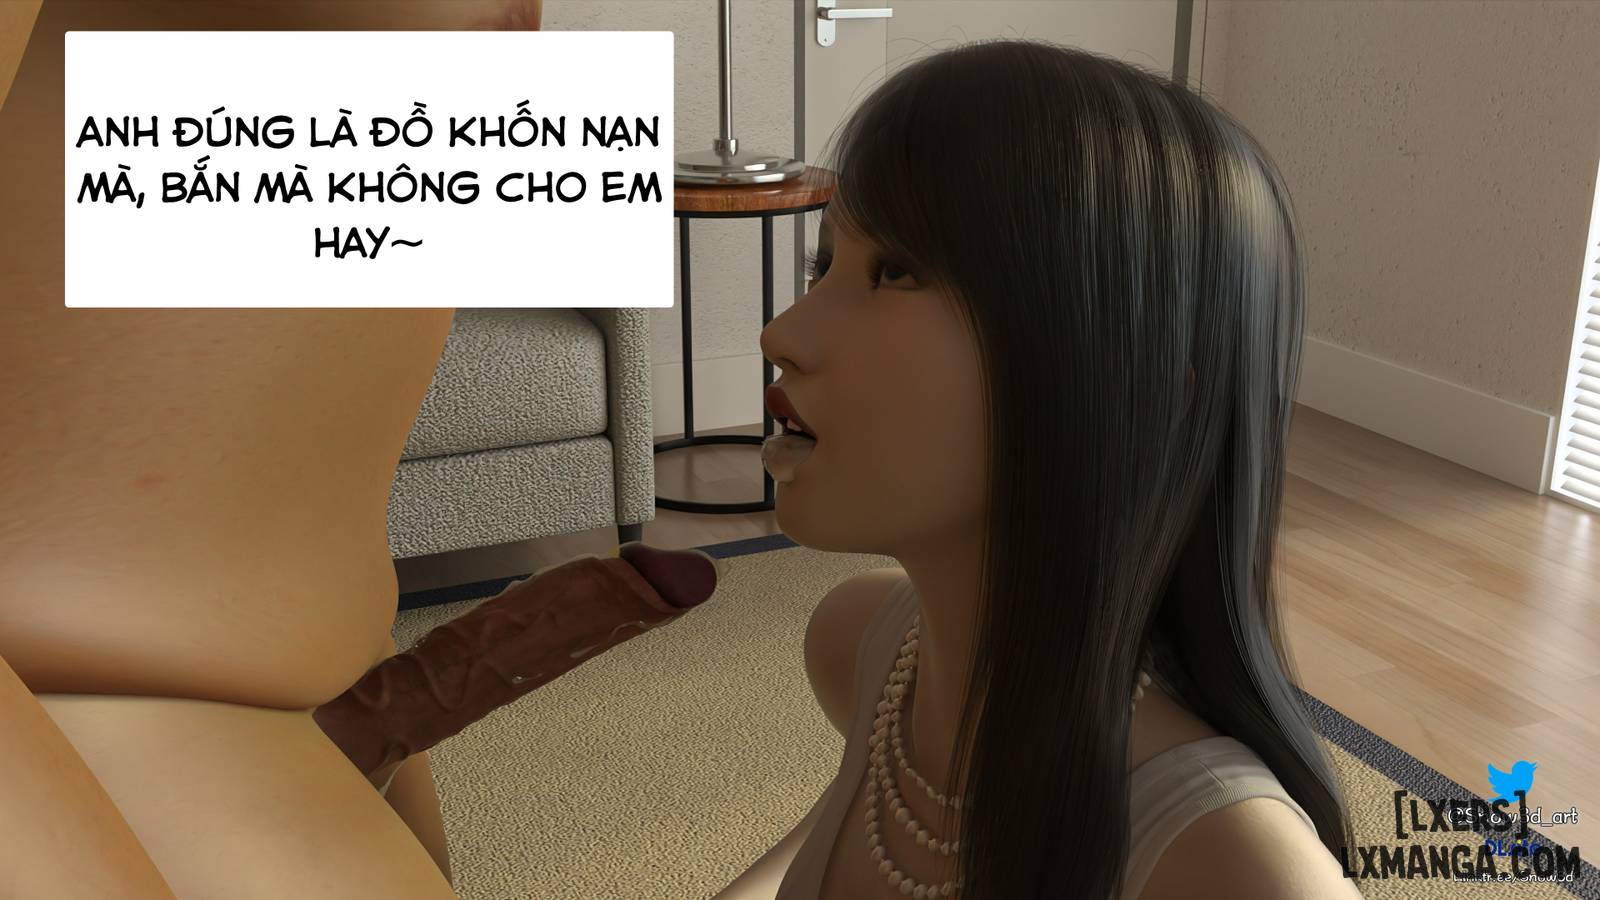 ANH ĐÚNG LÀ ĐỒ KHỐN NẠN
MÀ, BẮN MÀ KHÔNG CHO EM
HAY~
[LXERS]
LXMANGA.COM